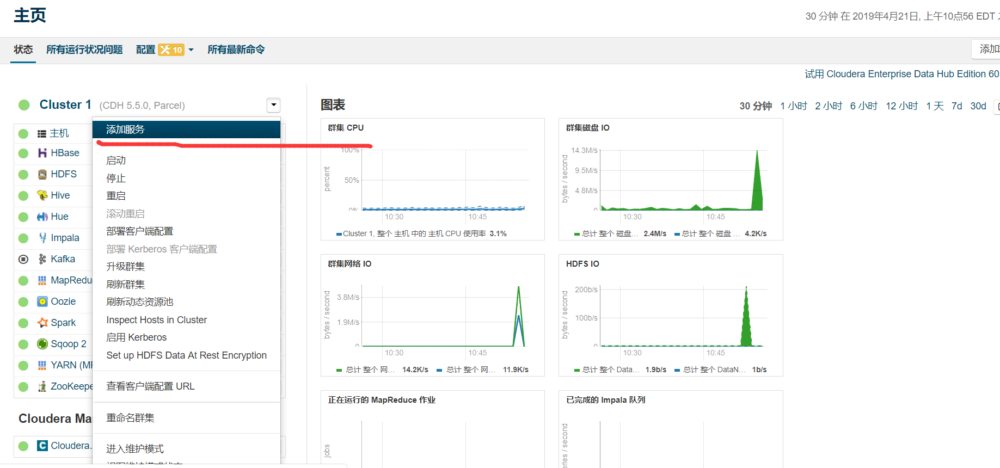 主页
30 分钟 在 2019年4月21日, 上午10点56 EDT
状态 所有运行状况问题 配置 10 所有最新命令
添加
试用 Cloudera Enterprise Data Hub Edition 60
Cluster 1 (CDH 5.5.0, Parcel)
添加服务
启动
停止
重启
滚动重启
部署客户端配置
部署 Kerberos 客户端配置
升级群集
刷新群集
刷新动态资源池
Inspect Hosts in Cluster
启用 Kerberos
Set up HDFS Data At Rest Encryption
查看客户端配置 URL
重命名群集
进入维护模式
主机
HBase
HDFS
Hive
Hue
Impala
Kafka
MapRedu
Oozie
Spark
Sqoop 2
YARN (MR
ZooKeepe
Cloudera Ma
C Cloudera.
图表
30 分钟 1 小时 2 小时 6 小时 12 小时 1 天 7d 30d
群集 CPU
percent
100%
50%
0%
10:30 10:45
Cluster 1, 整个 主机 中的 主机 CPU 使用率 3.1%
群集磁盘 IO
bytes / second
14.3M/s
9.5M/s
4.8M/s
0
10:30 10:45
总计 整个 磁盘... 2.4M/s 总计 整个 磁盘 ... 4.2K/s
群集网络 IO
bytes / second
3.8M/s
1.9M/s
0
10:30 10:45
总计 整个 网... 14.2K/s 总计 整个 网... 11.9K/s
HDFS IO
bytes / second
200b/s
100b/s
0
10:30 10:45
总计 整个 Data... 1.9b/s 总计 整个 DataN... 1b/s
正在运行的 MapReduce 作业
jobs
已完成的 Impala 队列
eries / second